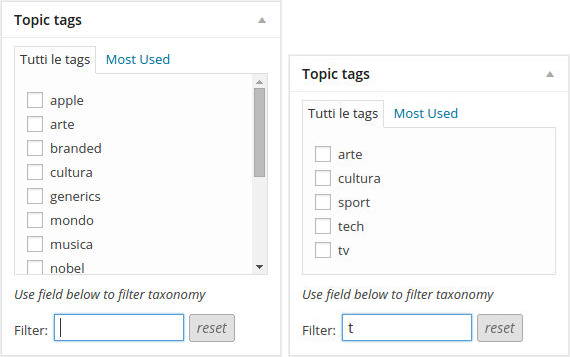 Topic tags
Tutti le tags Most Used
apple
arte
branded
cultura
generics
mondo
musica
nobel
Use field below to filter taxonomy
Filter: reset
Topic tags
Tutti le tags Most Used
arte
cultura
sport
tech
tv
Use field below to filter taxonomy
Filter: t reset